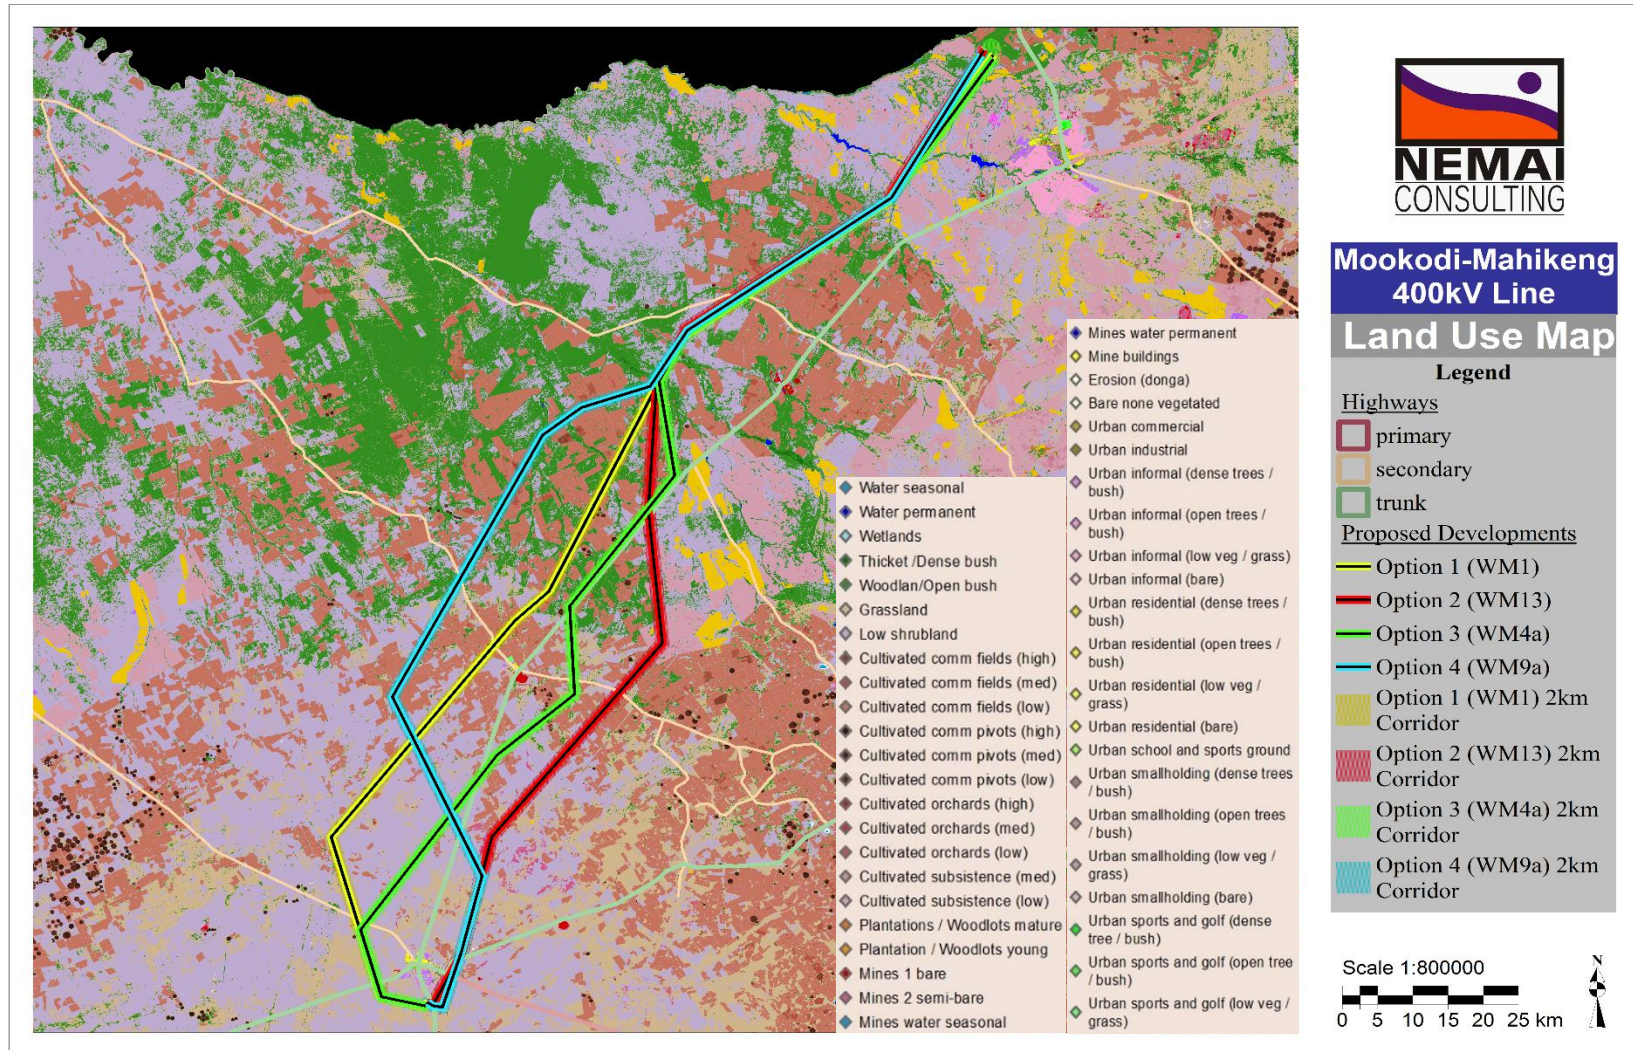 Mines water permanent
Mine buildings
Erosion (donga)
Bare none vegetated
Urban commercial
Urban industrial
Urban informal (dense trees /
bush)
Urban informal (open trees /
bush)
Urban informal (low veg / grass)
Urban informal (bare)
Urban residential (dense trees /
bush)
Urban residential (open trees /
bush)
Urban residential (low veg /
grass)
Urban residential (bare)
Urban school and sports ground
Urban smallholding (dense trees
/ bush)
Urban smallholding (open trees
/ bush)
Urban smallholding (low veg /
grass)
Urban smallholding (bare)
Urban sports and golf (dense
tree / bush)
Urban sports and golf (open tree
/ bush)
Urban sports and golf (low veg /
grass)
Water seasonal
Water permanent
Wetlands
Thicket /Dense bush
Woodlan/Open bush
Grassland
Low shrubland
Cultivated comm fields (high)
Cultivated comm fields (med)
Cultivated comm fields (low)
Cultivated comm pivots (high)
Cultivated comm pivots (med)
Cultivated comm pivots (low)
Cultivated orchards (high)
Cultivated orchards (med)
Cultivated orchards (low)
Cultivated subsistence (med)
Cultivated subsistence (low)
Plantations / Woodlots mature
Plantation / Woodlots young
Mines 1 bare
Mines 2 semi-bare
Mines water seasonal
NEMAI
CONSULTING
Mookodi-Mahikeng
400kV Line
Land Use Map
Legend
Highways
primary
secondary
trunk
Proposed Developments
Option 1 (WM1)
Option 2 (WM13)
Option 3 (WM4a)
Option 4 (WM9a)
Option 1 (WM1) 2km
Corridor
Option 2 (WM13) 2km
Corridor
Option 3 (WM4a) 2km
Corridor
Option 4 (WM9a) 2km
Corridor
Scale 1:800000
N
0 5 10 15 20 25 km